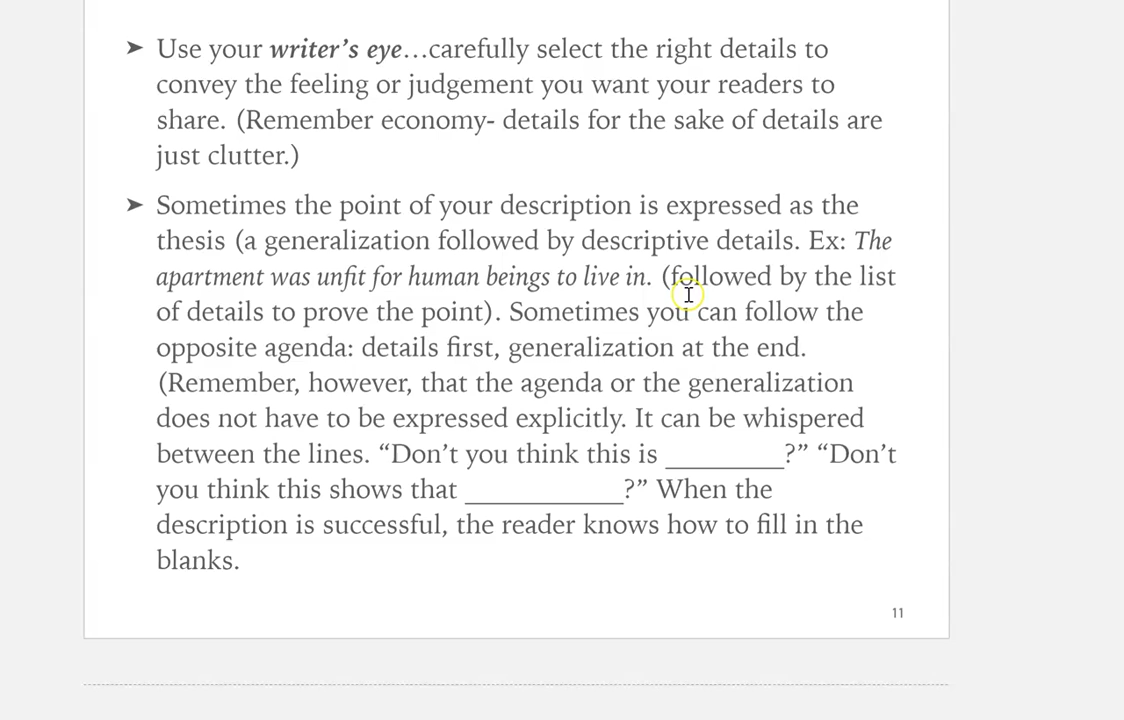 ➤ Use your writer’s eye…carefully select the right details to
convey the feeling or judgement you want your readers to
share. (Remember economy- details for the sake of details are
just clutter.)
➤ Sometimes the point of your description is expressed as the
thesis (a generalization followed by descriptive details. Ex: The
apartment was unfit for human beings to live in. (followed by the list
of details to prove the point). Sometimes you can follow the
opposite agenda: details first, generalization at the end.
(Remember, however, that the agenda or the generalization
does not have to be expressed explicitly. It can be whispered
between the lines. “Don’t you think this is _________?” “Don’t
you think this shows that ____________?” When the
description is successful, the reader knows how to fill in the
blanks.
11